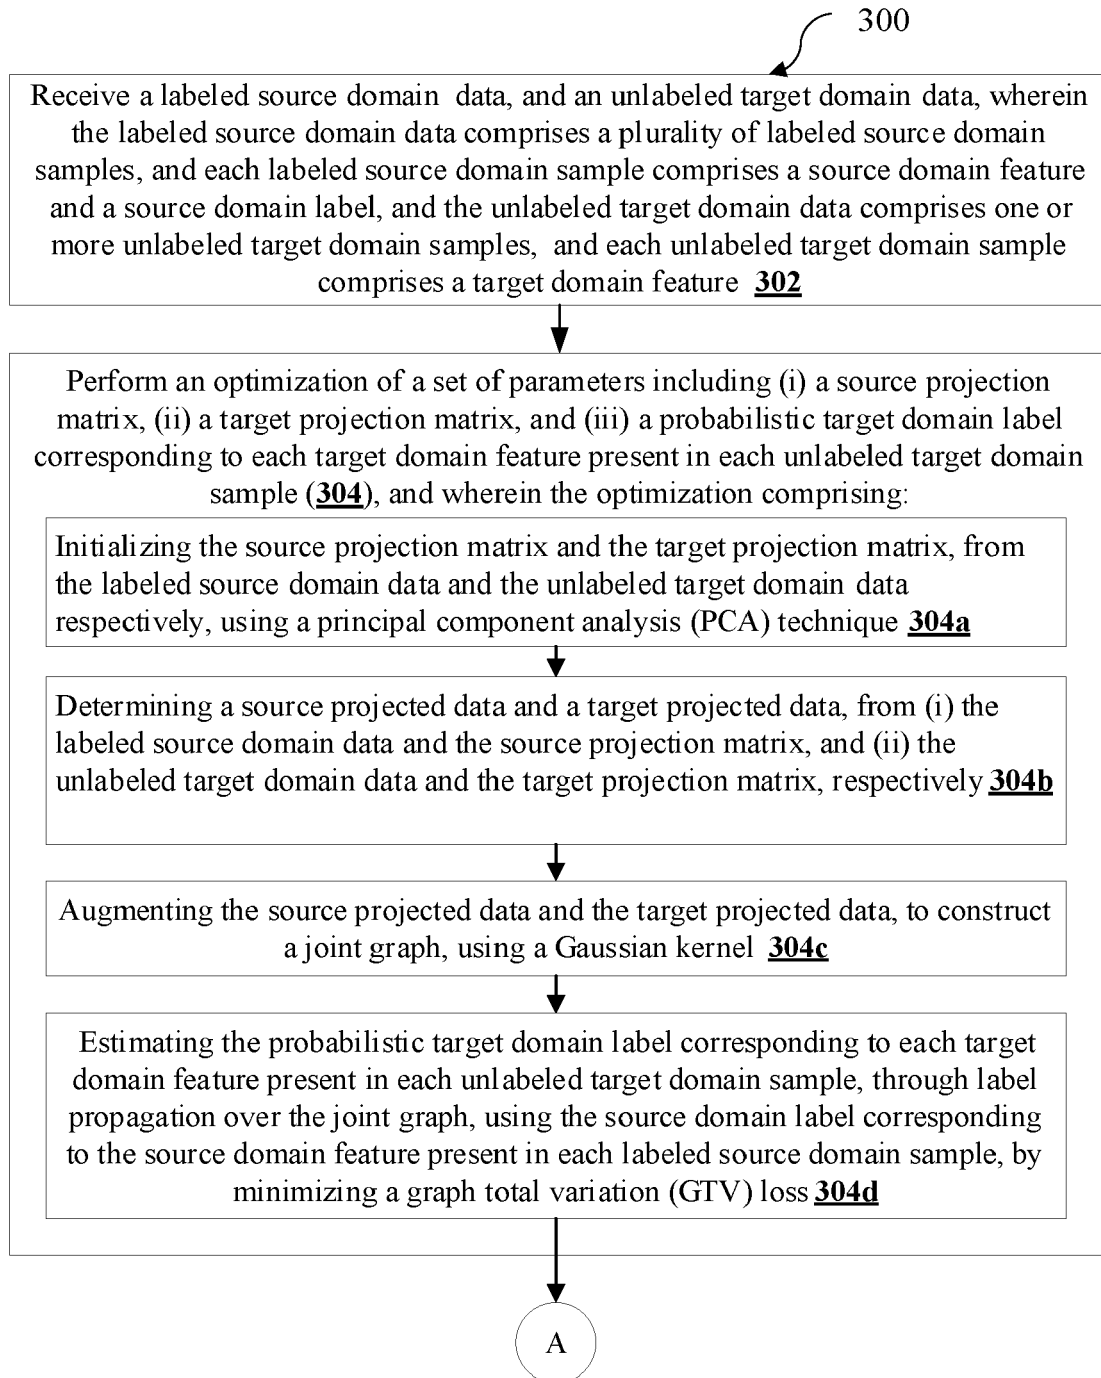 300
Receive a labeled source domain data, and an unlabeled target domain data, wherein
the labeled source domain data comprises a plurality of labeled source domain
samples, and each labeled source domain sample comprises a source domain feature
and a source domain label, and the unlabeled target domain data comprises one or
more unlabeled target domain samples, and each unlabeled target domain sample
comprises a target domain feature 302
Perform an optimization of a set of parameters including (i) a source projection
matrix, (ii) a target projection matrix, and (iii) a probabilistic target domain label
corresponding to each target domain feature present in each unlabeled target domain
sample (304), and wherein the optimization comprising:
Initializing the source projection matrix and the target projection matrix, from
the labeled source domain data and the unlabeled target domain data
respectively, using a principal component analysis (PCA) technique 304a
Determining a source projected data and a target projected data, from (i) the
labeled source domain data and the source projection matrix, and (ii) the
unlabeled target domain data and the target projection matrix, respectively 304b
Augmenting the source projected data and the target projected data, to construct
a joint graph, using a Gaussian kernel 304c
Estimating the probabilistic target domain label corresponding to each target
domain feature present in each unlabeled target domain sample, through label
propagation over the joint graph, using the source domain label corresponding
to the source domain feature present in each labeled source domain sample, by
minimizing a graph total variation (GTV) loss 304d
A